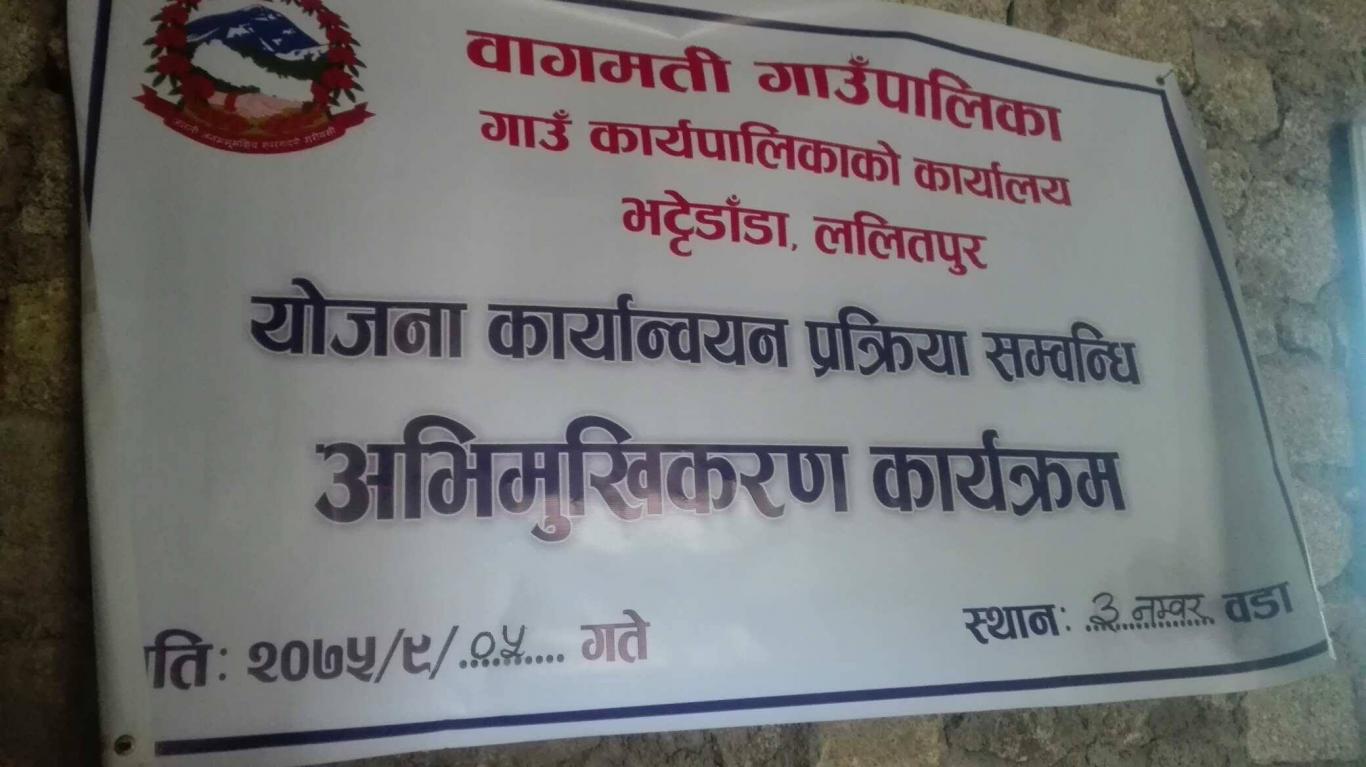 वागमती गाउँपालिका
गाउँ कार्यपालिकाको कार्यालय
भट्टेडाँडा, ललितपुर
योजना कार्यान्वयन प्रक्रिया सम्वन्धि
अभिमुखिकरण कार्यक्रम
ति: २०७५/९/.०५.... गते
स्थान: ३ नम्वर वडा